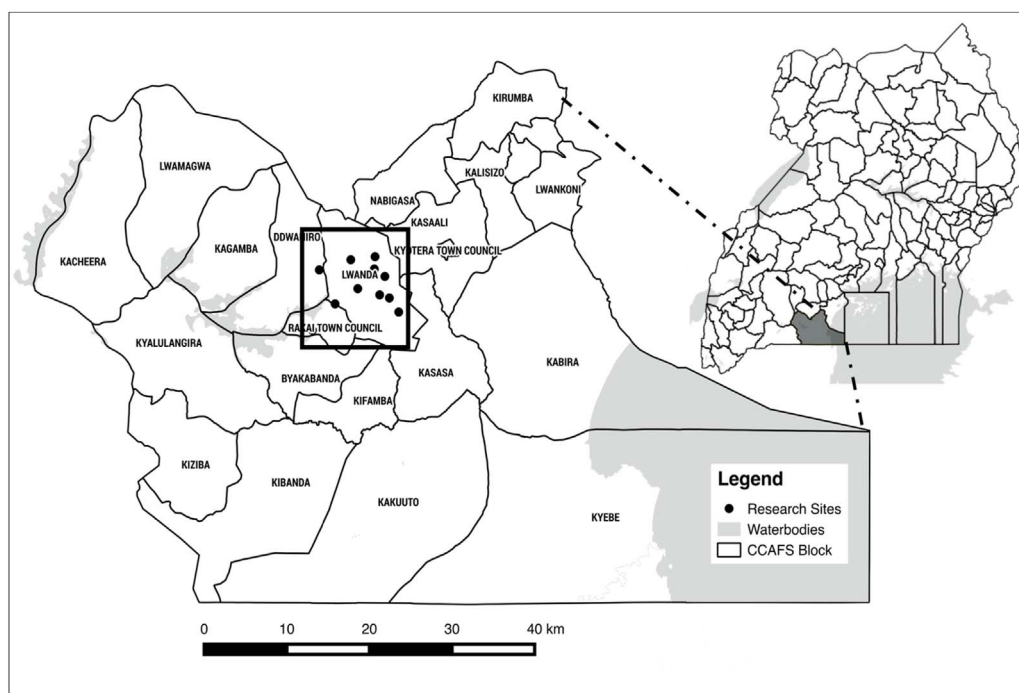 KIRUMBA
LWAMAGWA
KALISIZO
LWANKONI
NABIGASA
KASAALI
KAGAMBA
DDWANIRO
KYOTERA TOWN COUNCIL
KACHEERA
LWANDA
RAKAI TOWN COUNCIL
KYALULANGIRA
KABIRA
BYAKABANDA
KASASA
KIFAMBA
KIZIBA
KIBANDA
KAKUUTO
KYEBE
Legend
Research Sites
Waterbodies
CCAFS Block
0 10 20 30 40 km